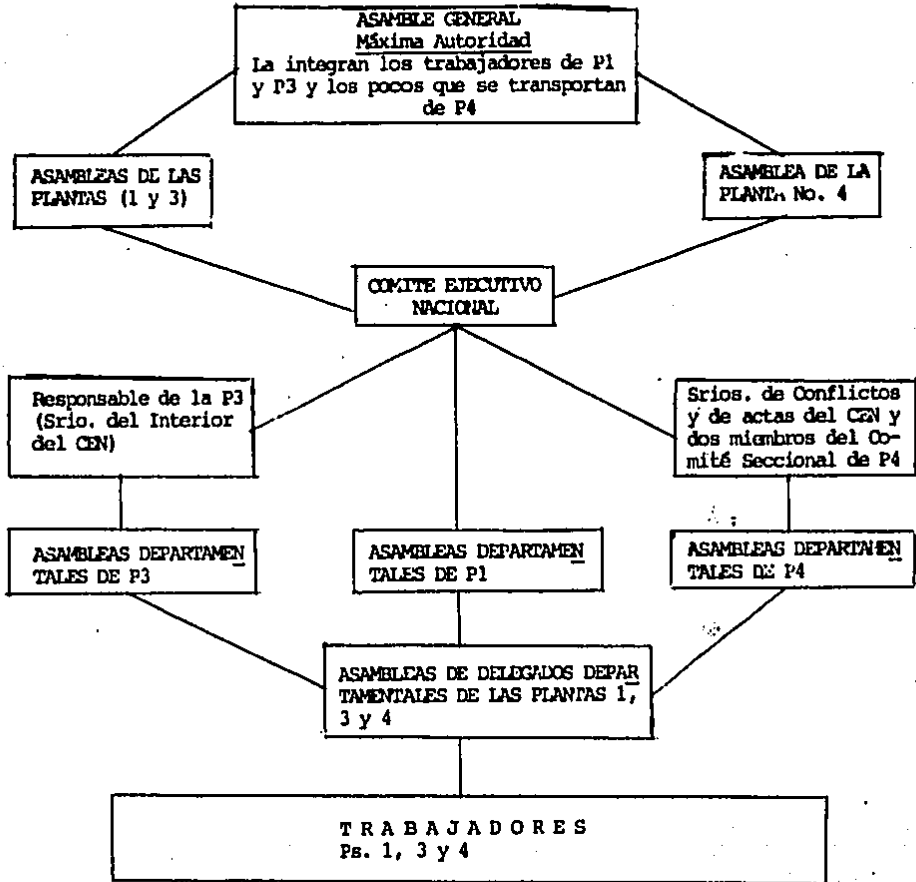 ASAMBLE GENERAL
Máxima Autoridad
La integran los trabajadores de P1
y P3 y los pocos que se transportan
de P4
ASAMBLEAS DE LAS
PLANTAS (1 y 3)
ASAMBLEA DE LA
PLANTA No. 4
COMITE EJECUTIVO
NACIONAL
Responsable de la P3
(Srio. del Interior
del CEN)
Srios. de Conflictos
y de actas del CEN y
dos miembros del Co-
mité Seccional de P4
ASAMBLEAS DEPARTAMEN
TALES DE P3
ASAMBLEAS DEPARTAMEN
TALES DE P1
ASAMBLEAS DEPARTAMEN
TALES DE P4
ASAMBLEAS DE DELEGADOS DEPAR
TAMENTALES DE LAS PLANTAS 1,
3 y 4
TRABAJADORES
Ps. 1, 3 y 4